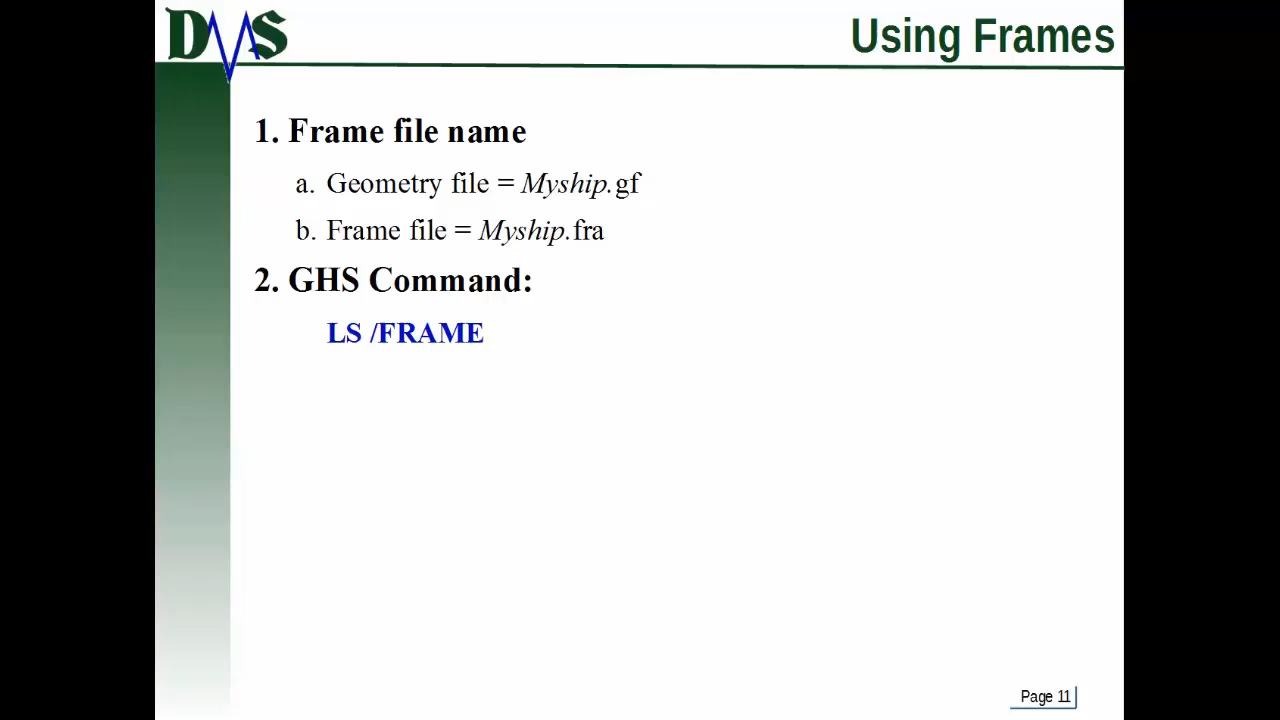 DMS
Using Frames
1. Frame file name
a. Geometry file = Myship.gf
b. Frame file = Myship.fra
2. GHS Command:
LS /FRAME
Page 11